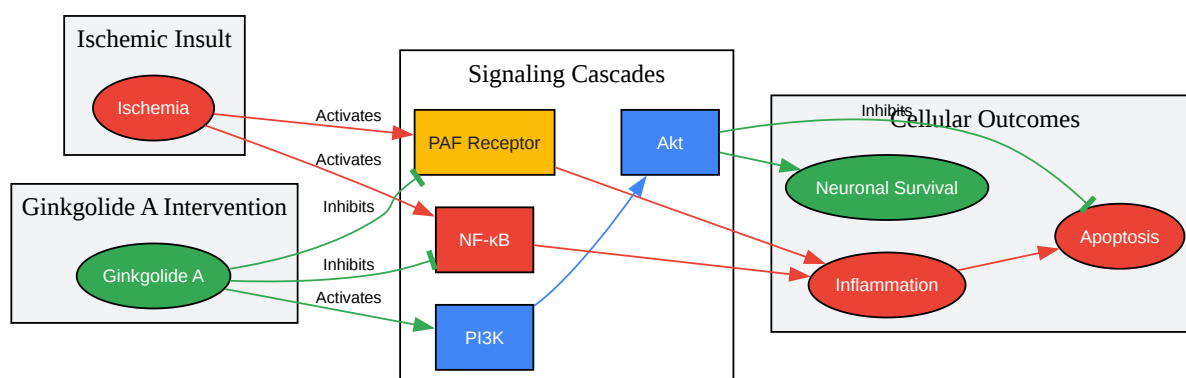 Ischemic Insult
Ischemia
Ginkgolide A Intervention
Ginkgolide A
Activates
Activates
Inhibits
Inhibits
Activates
Signaling Cascades
PAF Receptor
Akt
NF-κB
PI3K
Inhibits
Cellular Outcomes
Neuronal Survival
Apoptosis
Inflammation